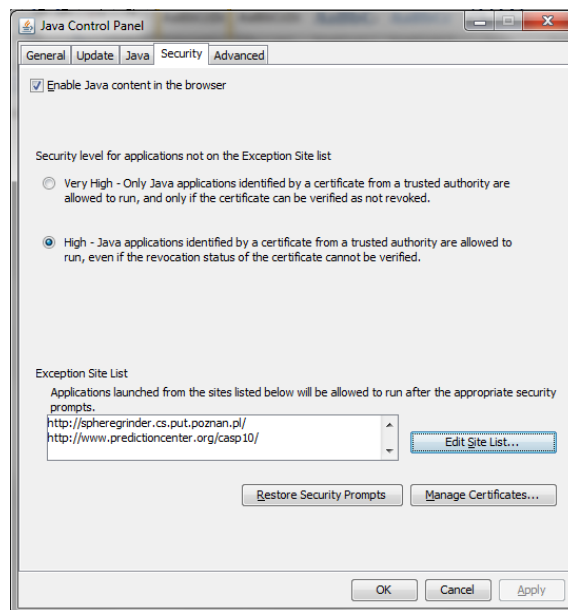 Java Control Panel
General Update Java Security Advanced
Enable Java content in the browser
Security level for applications not on the Exception Site list
Very High - Only Java applications identified by a certificate from a trusted authority are
allowed to run, and only if the certificate can be verified as not revoked.
High - Java applications identified by a certificate from a trusted authority are allowed to
run, even if the revocation status of the certificate cannot be verified.
Exception Site List
Applications launched from the sites listed below will be allowed to run after the appropriate security
prompts.
http://spheregrinder.cs.put.poznan.pl/
http://www.predictioncenter.org/casp10/
Edit Site List...
Restore Security Prompts Manage Certificates...
OK Cancel Apply